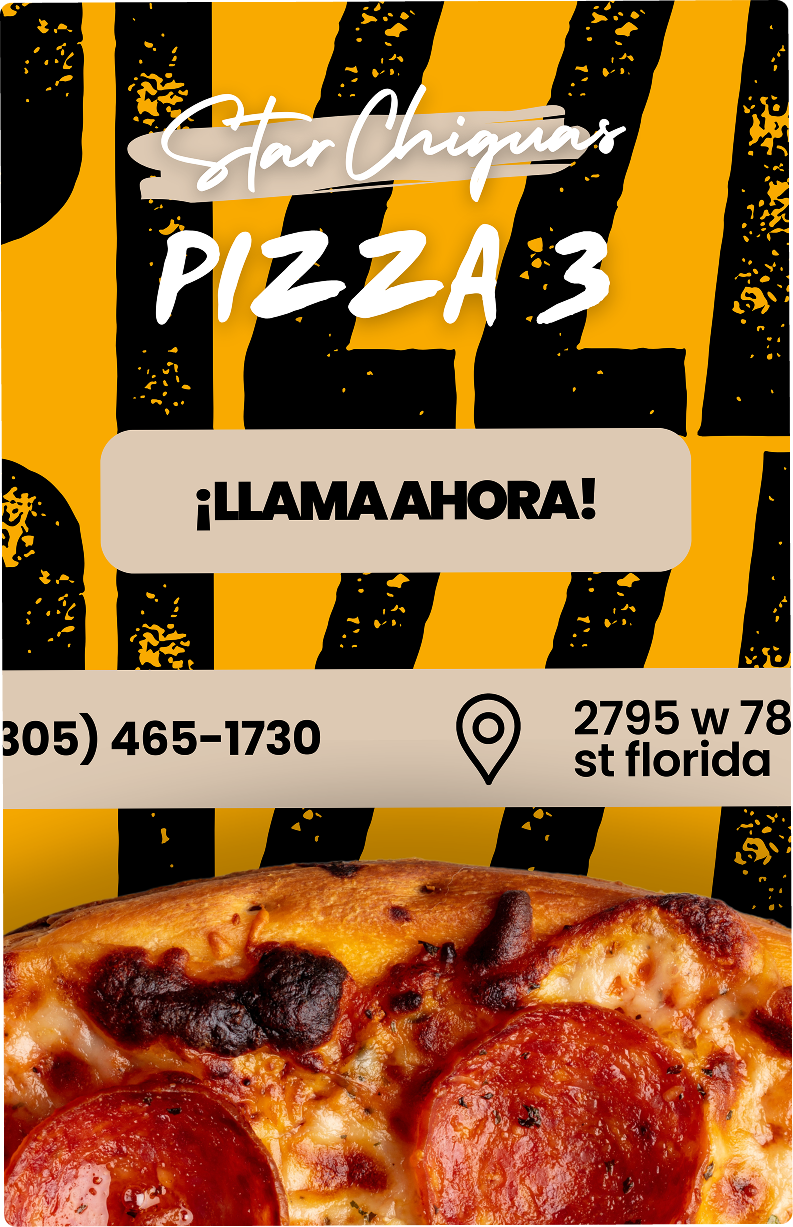 Star Chiguas
PIZZA 3
¡LLAMA AHORA!
305) 465-1730
2795 w 78
st florida